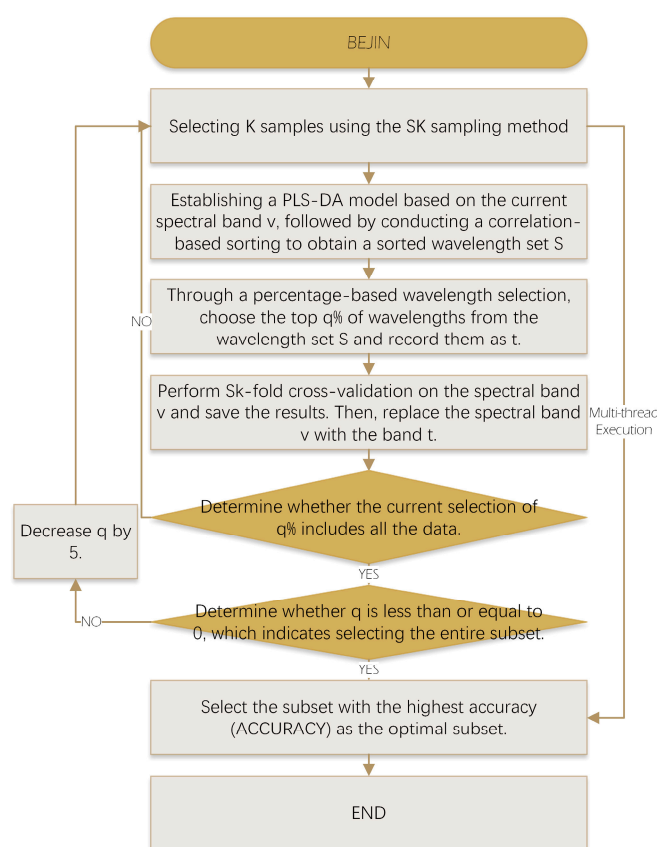 BEJIN
Selecting K samples using the SK sampling method
Establishing a PLS-DA model based on the current
spectral band v, followed by conducting a correlation-
based sorting to obtain a sorted wavelength set S
Through a percentage-based wavelength selection,
choose the top q% of wavelengths from the
wavelength set S and record them as t.
NO
Perform Sk-fold cross-validation on the spectral band
v and save the results. Then, replace the spectral band
v with the band t.
Multi-thread
Execution
Determine whether the current selection of
q% includes all the data.
Decrease q by
5.
YES
Determine whether q is less than or equal to
0, which indicates selecting the entire subset.
NO
YES
Select the subset with the highest accuracy
(ACCURACY) as the optimal subset.
END